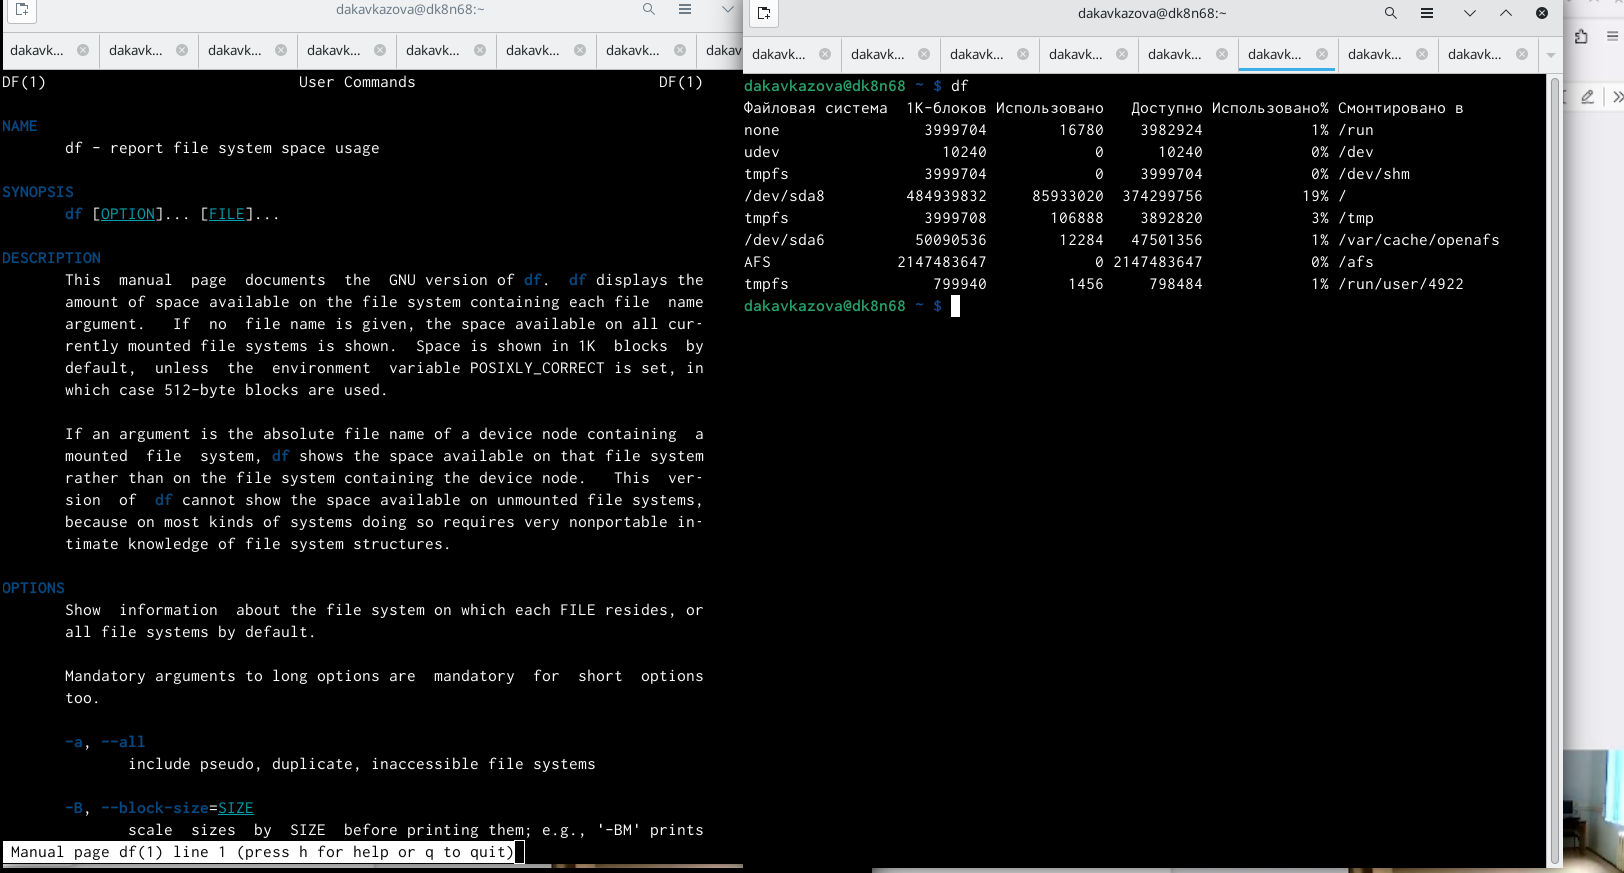 dakavkazova@dk8n68:~
dakavk...
dakavk...
dakavk...
dakavk...
dakavk...
dakavk...
dakavk...
dakavk
DF(1) User Commands DF(1)
NAME
df - report file system space usage
SYNOPSIS
df [OPTION]... [FILE]...
DESCRIPTION
This manual page documents the GNU version of df. df displays the
amount of space available on the file system containing each file name
argument. If no file name is given, the space available on all cur-
rently mounted file systems is shown. Space is shown in 1K blocks by
default, unless the environment variable POSIXLY_CORRECT is set, in
which case 512-byte blocks are used.
If an argument is the absolute file name of a device node containing a
mounted file system, df shows the space available on that file system
rather than on the file system containing the device node. This ver-
sion of df cannot show the space available on unmounted file systems,
because on most kinds of systems doing so requires very nonportable in-
timate knowledge of file system structures.
OPTIONS
Show information about the file system on which each FILE resides, or
all file systems by default.
Mandatory arguments to long options are mandatory for short options
too.
-a, --all
include pseudo, duplicate, inaccessible file systems
-B, --block-size=SIZE
scale sizes by SIZE before printing them; e.g., '-BM' prints
Manual page df(1) line 1 (press h for help or q to quit)
dakavkazova@dk8n68:~
dakavk...
dakavk...
dakavk...
dakavk...
dakavk...
dakavk...
dakavk...
dakavk...
dakavkazova@dk8n68 ~ $ df
Файловая система 1K-блоков Использовано Доступно Использовано% Смонтировано в
none 3999704 16780 3982924 1% /run
udev 10240 0 10240 0% /dev
tmpfs 3999704 0 3999704 0% /dev/shm
/dev/sda8 484939832 85933020 374299756 19% /
tmpfs 3999708 106888 3892820 3% /tmp
/dev/sda6 50090536 12284 47501356 1% /var/cache/openafs
AFS 2147483647 0 2147483647 0% /afs
tmpfs 799940 1456 798484 1% /run/user/4922
dakavkazova@dk8n68 ~ $